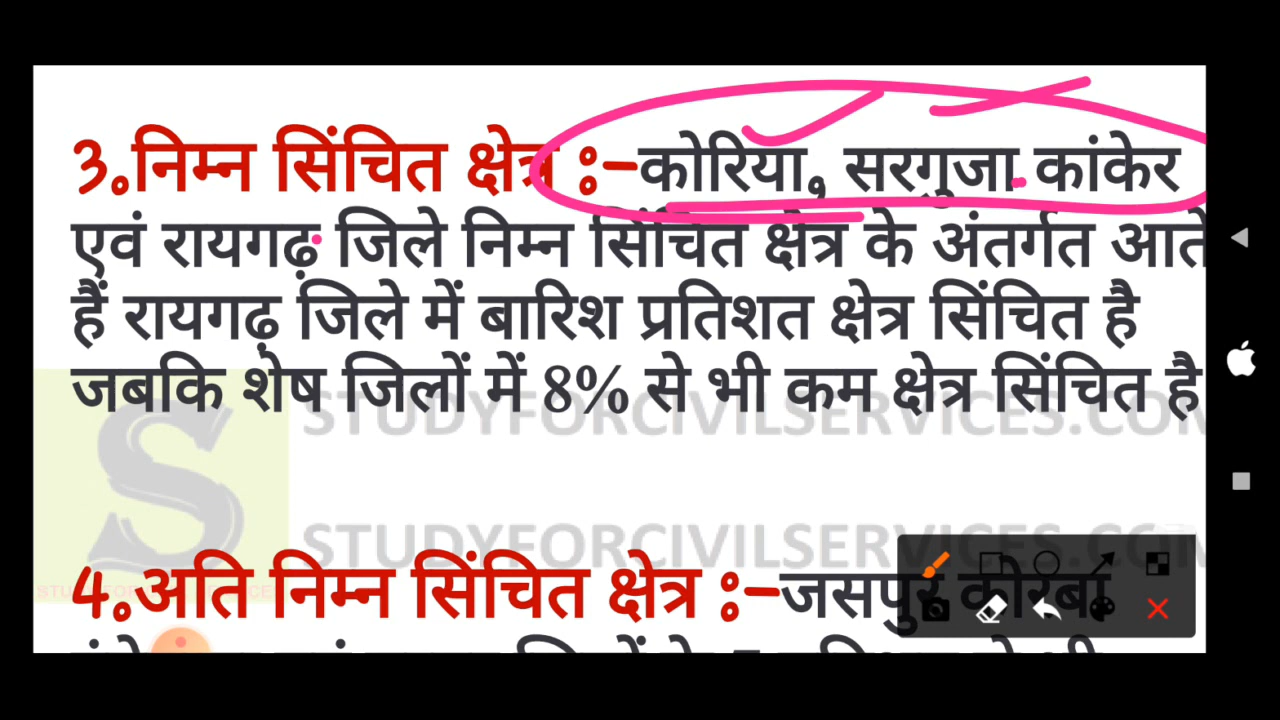 3.निम्न सिंचित क्षेत्र :-कोरिया, सरगुजा कांकेर
एवं रायगढ़ जिले निम्न सिंचित क्षेत्र के अंतर्गत आते
हैं रायगढ़ जिले में बारिश प्रतिशत क्षेत्र सिंचित है
जबकि शेष जिलों में 8% से भी कम क्षेत्र सिंचित है
STUDYFORCIVILSERVICES.COM
S
STUDYFORCIVILSERVICES.COM
4.अति निम्न सिंचित क्षेत्र :-जसपुर कोरबा